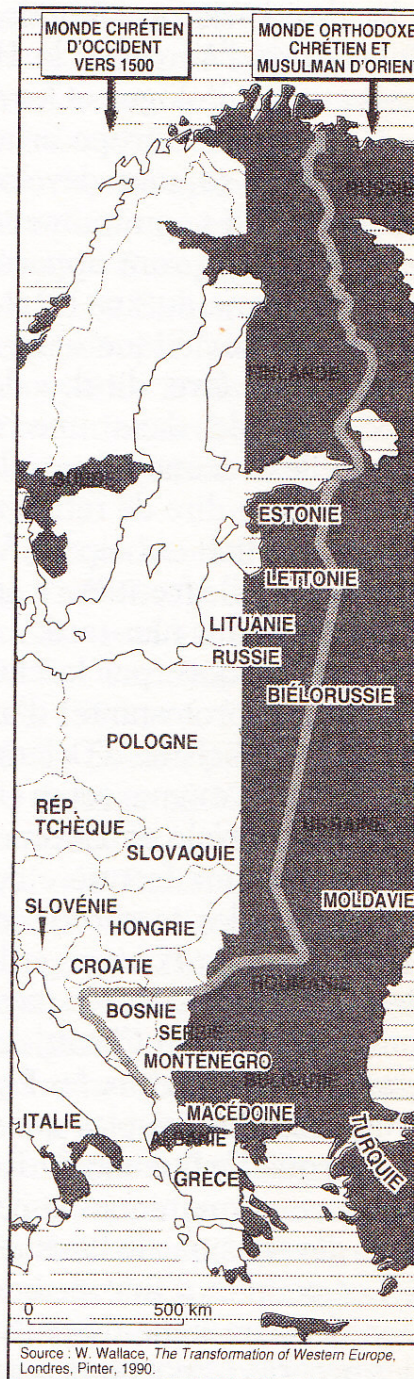 MONDE CHRÉTIEN
D'OCCIDENT
VERS 1500
MONDE ORTHODOXE
CHRÉTIEN ET
MUSULMAN D'ORIENT
RUSSIE
FINLANDE
SUÈDE
ESTONIE
LETTONIE
LITUANIE
RUSSIE
BIÉLORUSSIE
POLOGNE
UKRAINE
RÉP.
TCHÈQUE
SLOVAQUIE
MOLDAVIE
SLOVÉNIE
HONGRIE
CROATIE
ROUMANIE
BOSNIE
SERBIE
MONTENÉGRO
BULGARIE
ITALIE
MACÉDOINE
ALBANIE
TURQUIE
GRÈCE
0 500 km
Source : W. Wallace, The Transformation of Western Europe,
Londres, Pinter, 1990.